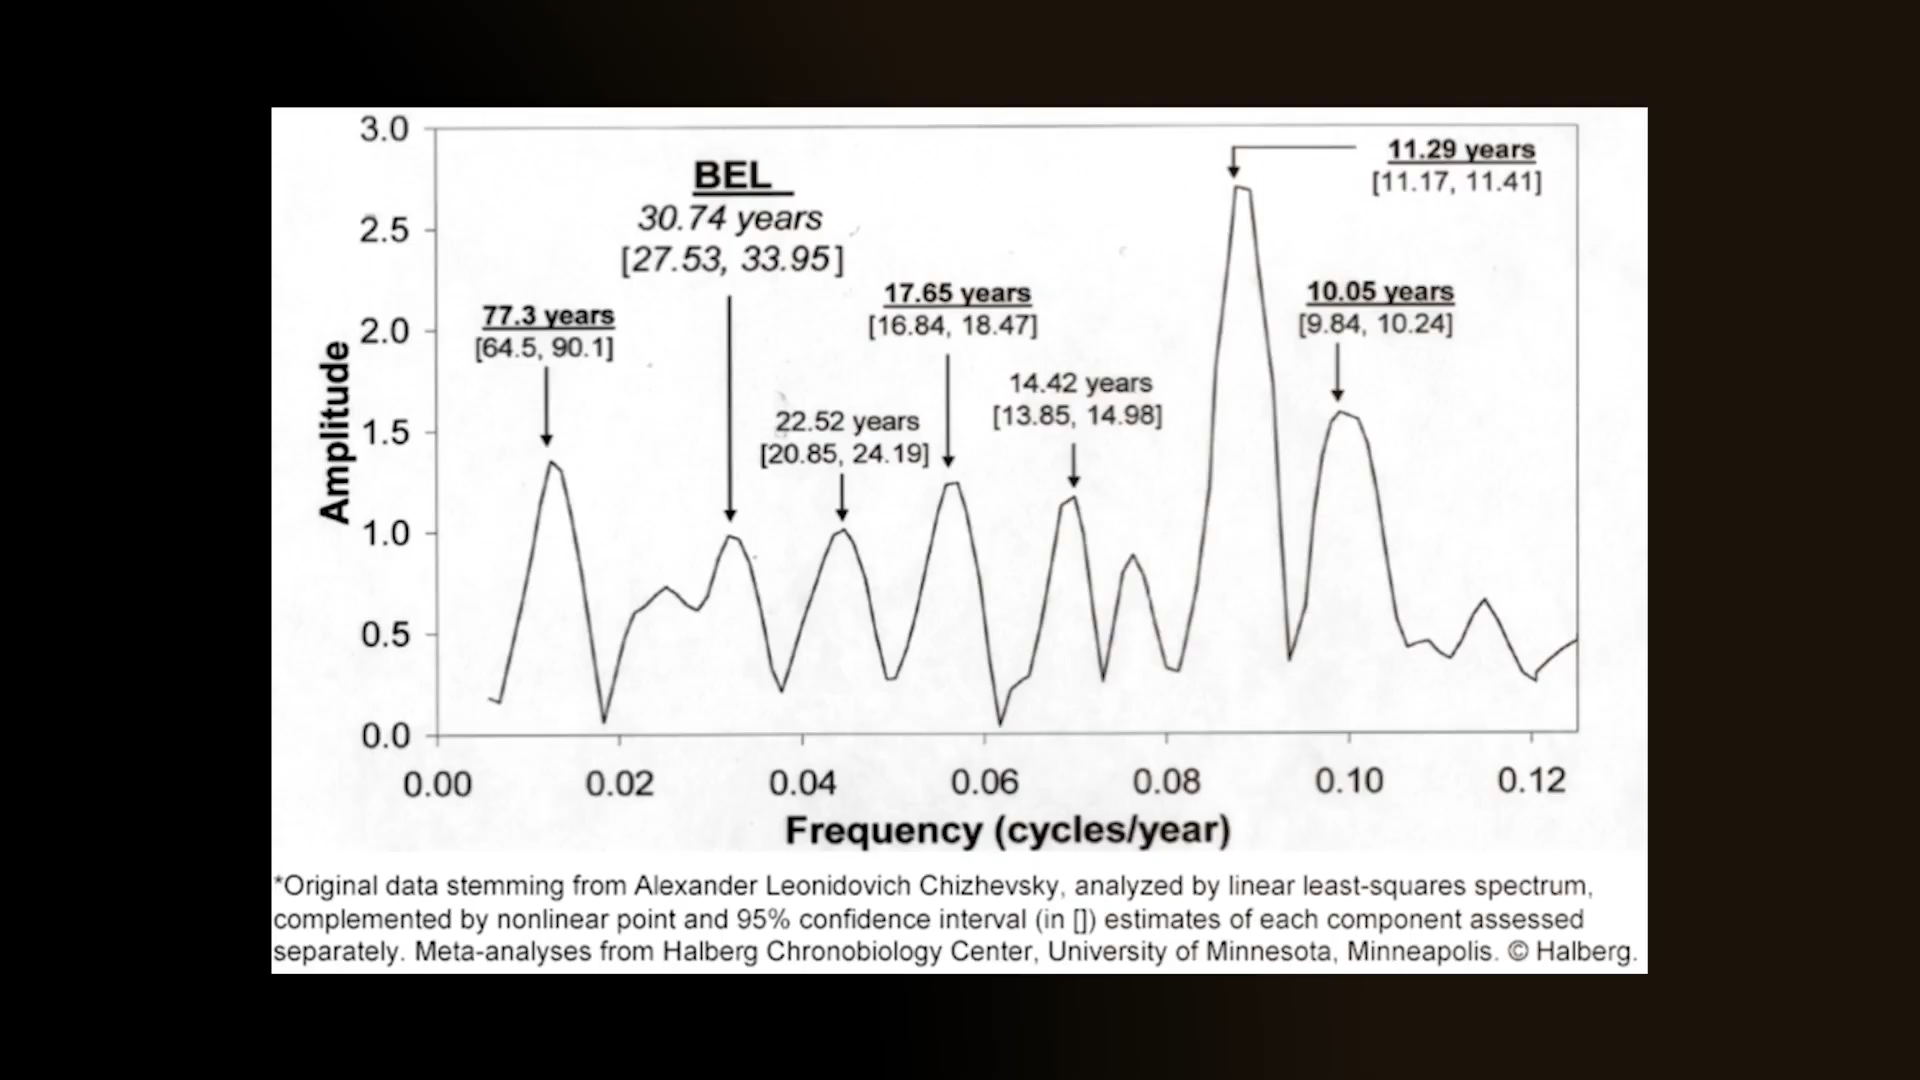 3.0
2.5
2.0
1.5
1.0
0.5
0.0
Amplitude
BEL
30.74 years
[27.53, 33.95]
77.3 years
[64.5, 90.1]
22.52 years
[20.85, 24.19]
17.65 years
[16.84, 18.47]
14.42 years
[13.85, 14.98]
11.29 years
[11.17, 11.41]
10.05 years
[9.84, 10.24]
0.00 0.02 0.04 0.06 0.08 0.10 0.12
Frequency (cycles/year)
*Original data stemming from Alexander Leonidovich Chizhevsky, analyzed by linear least-squares spectrum,
complemented by nonlinear point and 95% confidence interval (in []) estimates of each component assessed
separately. Meta-analyses from Halberg Chronobiology Center, University of Minnesota, Minneapolis. © Halberg.